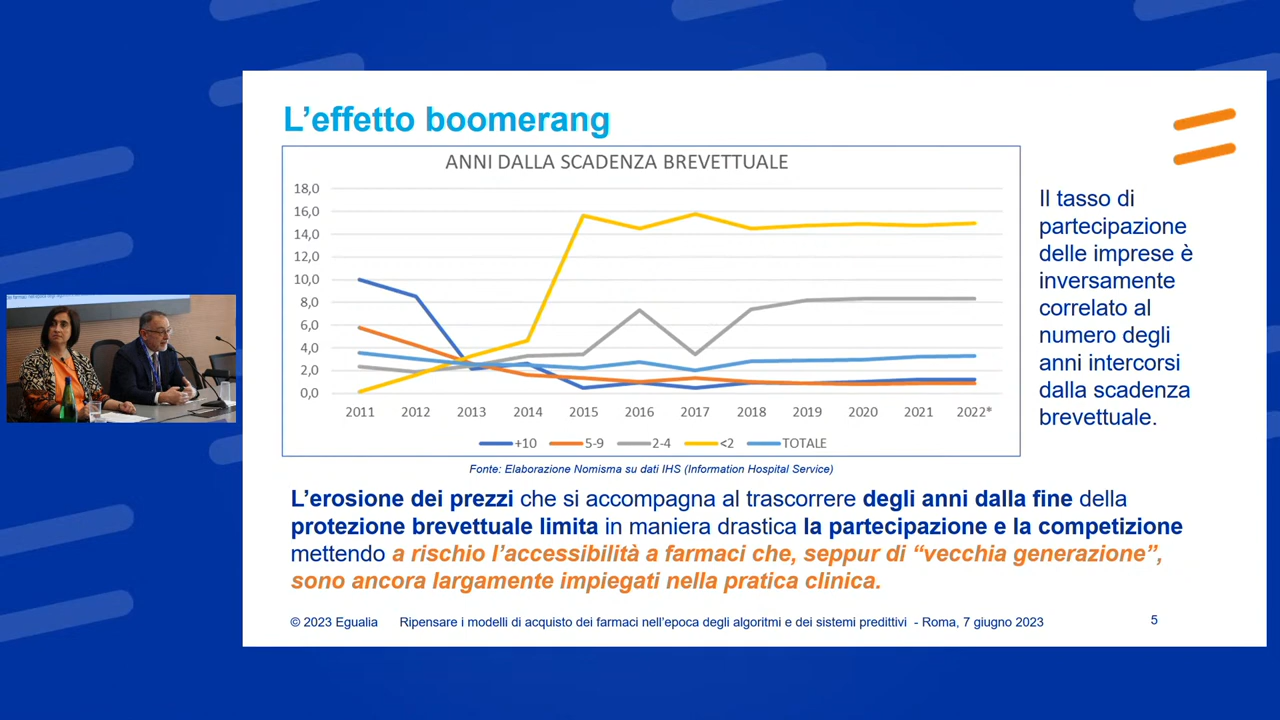 L'effetto boomerang
ANNI DALLA SCADENZA BREVETTUALE
18,0
16,0
14,0
12,0
10,0
8,0
6,0
4,0
2,0
0,0
2011 2012 2013 2014 2015 2016 2017 2018 2019 2020 2021 2022*
+10 5-9 2-4 <2 TOTALE
Fonte: Elaborazione Nomisma su dati IHS (Information Hospital Service)
Il tasso di
partecipazione
delle imprese è
inversamente
correlato al
numero degli
anni intercorsi
dalla scadenza
brevettuale.
L'erosione dei prezzi che si accompagna al trascorrere degli anni dalla fine della
protezione brevettuale limita in maniera drastica la partecipazione e la competizione
mettendo a rischio l'accessibilità a farmaci che, seppur di “vecchia generazione”,
sono ancora largamente impiegati nella pratica clinica.
© 2023 Egualia Ripensare i modelli di acquisto dei farmaci nell'epoca degli algoritmi e dei sistemi predittivi - Roma, 7 giugno 2023 5